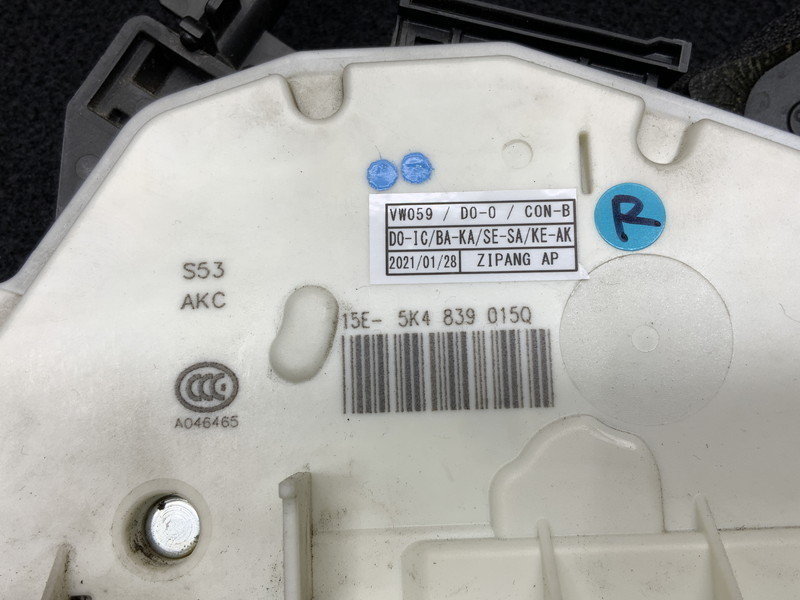 VW059 / DO-0 / CON-B
DO-IC/BA-KA/SE-SA/KE-AK
2021/01/28 ZIPANG AP
R
S53
AKC
15E- 5K4 839 015Q
CCC
A046465